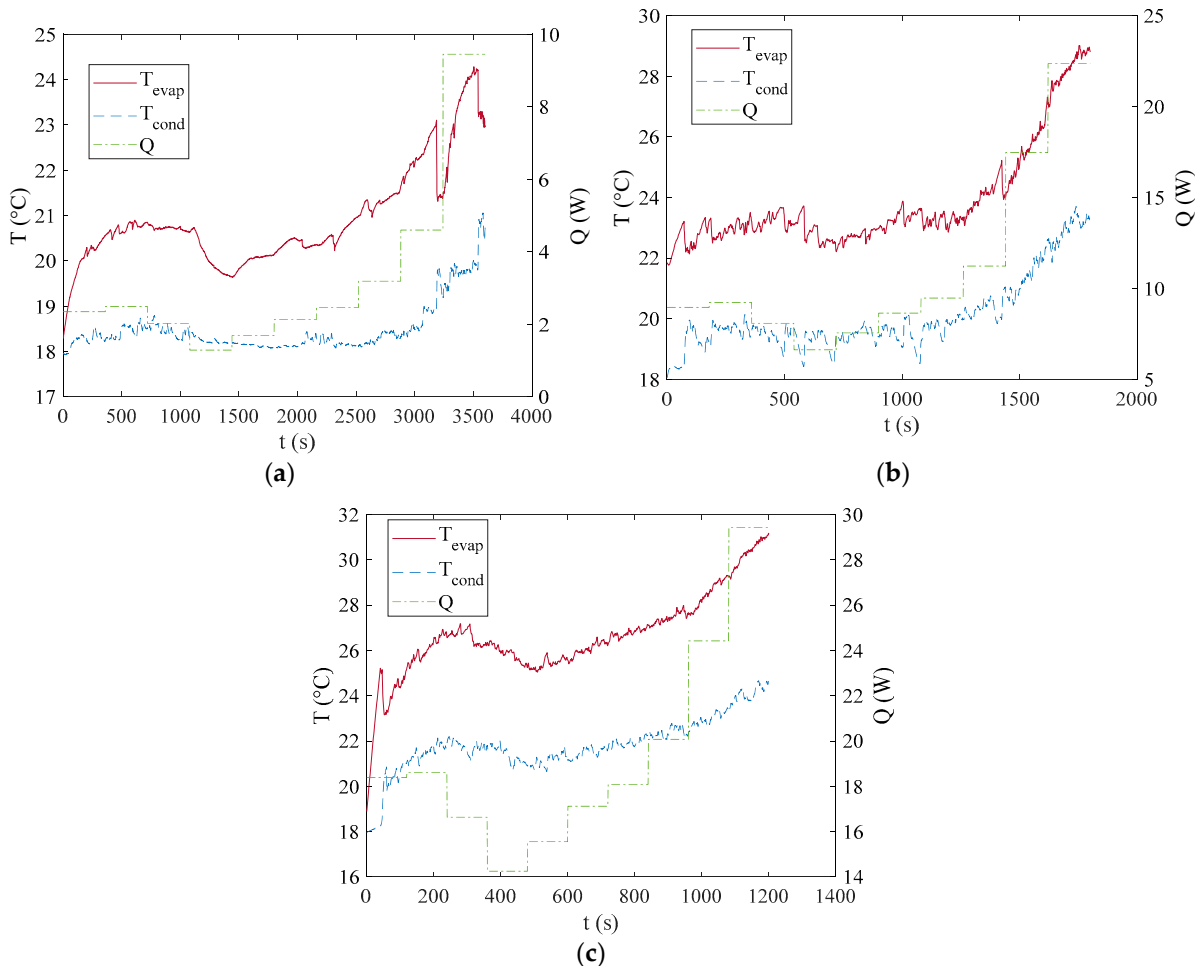 25
24
23
22
21
20
19
18
17
T (°C)
T_evap
T_cond
Q
10
8
6
4
2
0
Q (W)
0 500 1000 1500 2000 2500 3000 3500 4000
t (s)
(a)
30
28
26
24
22
20
18
T (°C)
T_evap
T_cond
Q
25
20
15
10
5
Q (W)
0 500 1000 1500 2000
t (s)
(b)
32
30
28
26
24
22
20
18
16
T (°C)
T_evap
T_cond
Q
30
28
26
24
22
20
18
16
14
Q (W)
0 200 400 600 800 1000 1200 1400
t (s)
(c)